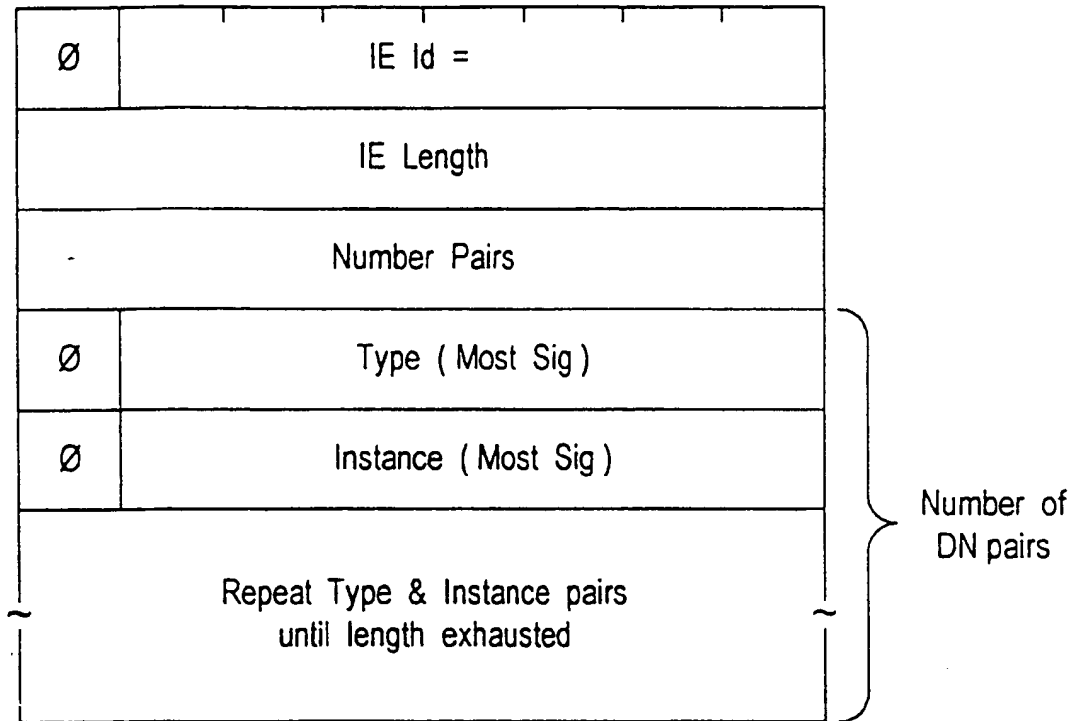 Ø IE Id =
IE Length
Number Pairs
Ø Type ( Most Sig )
Ø Instance ( Most Sig )
Number of
DN pairs
Repeat Type & Instance pairs
until length exhausted